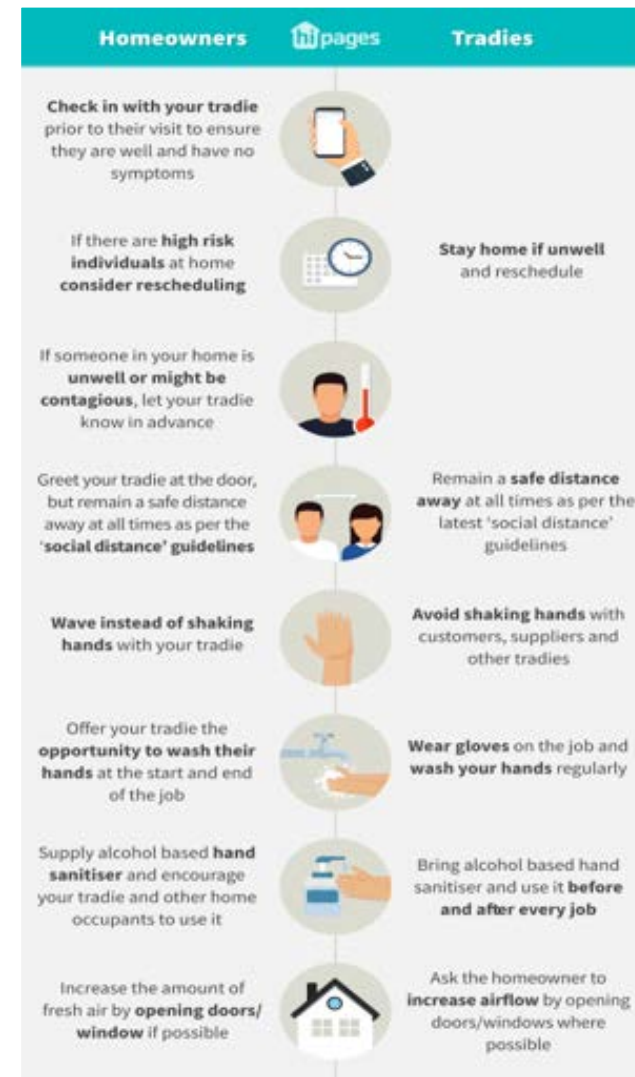 Homeowners
hipages
Tradies
Check in with your tradie
prior to their visit to ensure
they are well and have no
symptoms
If there are high risk
individuals at home
consider rescheduling
Stay home if unwell
and reschedule
If someone in your home is
unwell or might be
contagious, let your tradie
know in advance
Greet your tradie at the door,
but remain a safe distance
away at all times as per the
'social distance' guidelines
Remain a safe distance
away at all times as per the
latest 'social distance'
guidelines
Wave instead of shaking
hands with your tradie
Avoid shaking hands with
customers, suppliers and
other tradies
Offer your tradie the
opportunity to wash their
hands at the start and end
of the job
Wear gloves on the job and
wash your hands regularly
Supply alcohol based hand
sanitiser and encourage
your tradie and other home
occupants to use it
Bring alcohol based hand
sanitiser and use it before
and after every job
Increase the amount of
fresh air by opening doors/
window if possible
Ask the homeowner to
increase airflow by opening
doors/windows where
possible